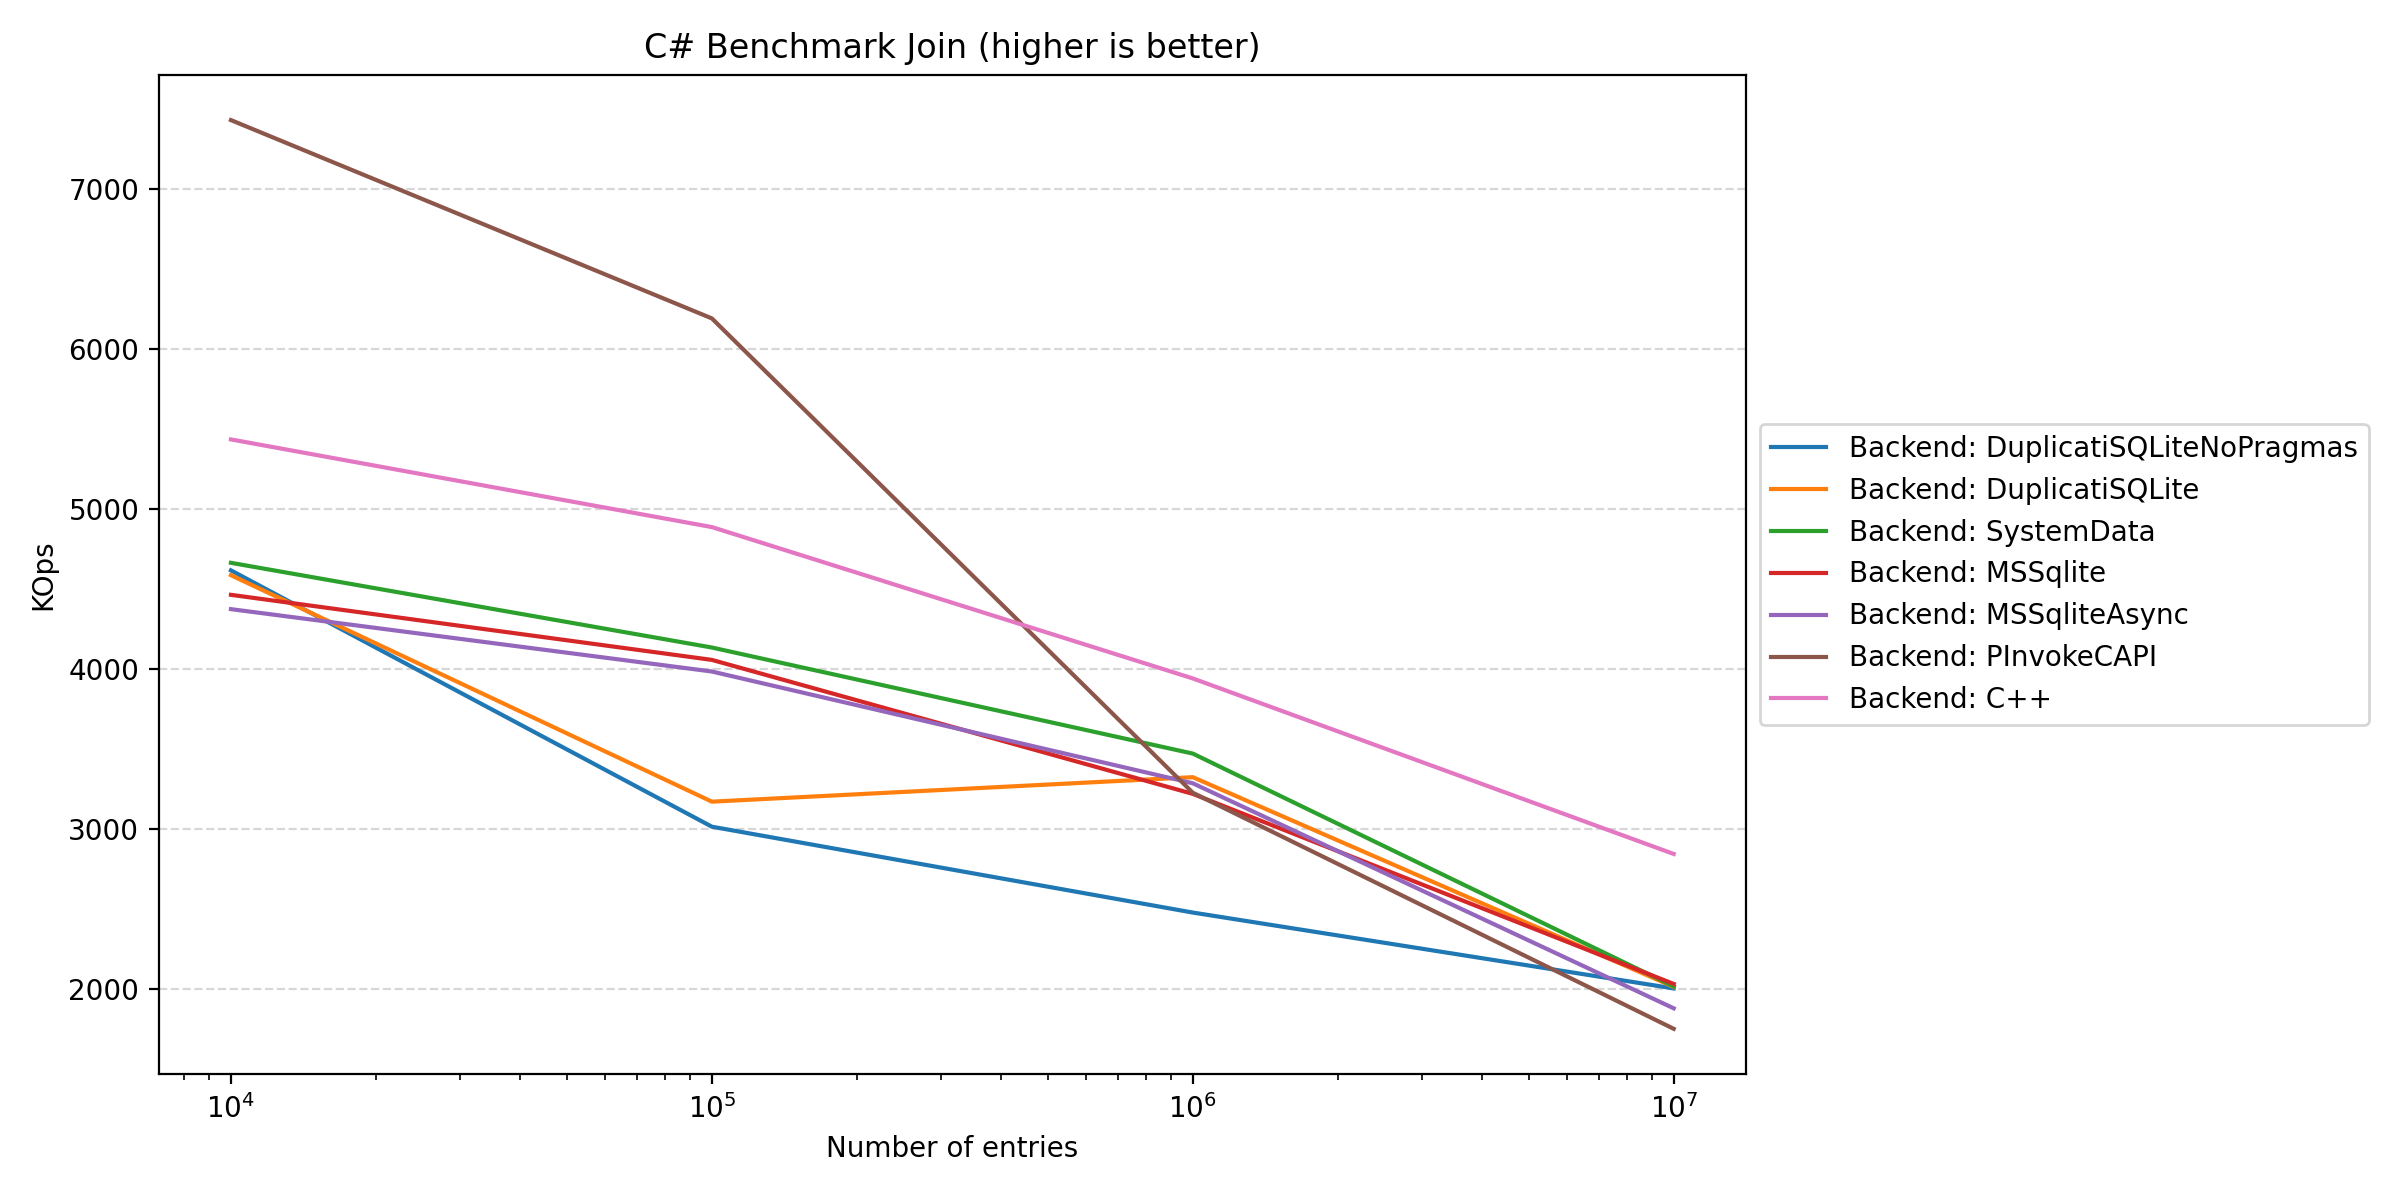 C# Benchmark Join (higher is better)
KOps
7000
6000
5000
4000
3000
2000
10⁴ 10⁵ 10⁶ 10⁷
Number of entries
Backend: DuplicatiSQLiteNoPragmas
Backend: DuplicatiSQLite
Backend: SystemData
Backend: MSSqlite
Backend: MSSqliteAsync
Backend: PInvokeCAPI
Backend: C++